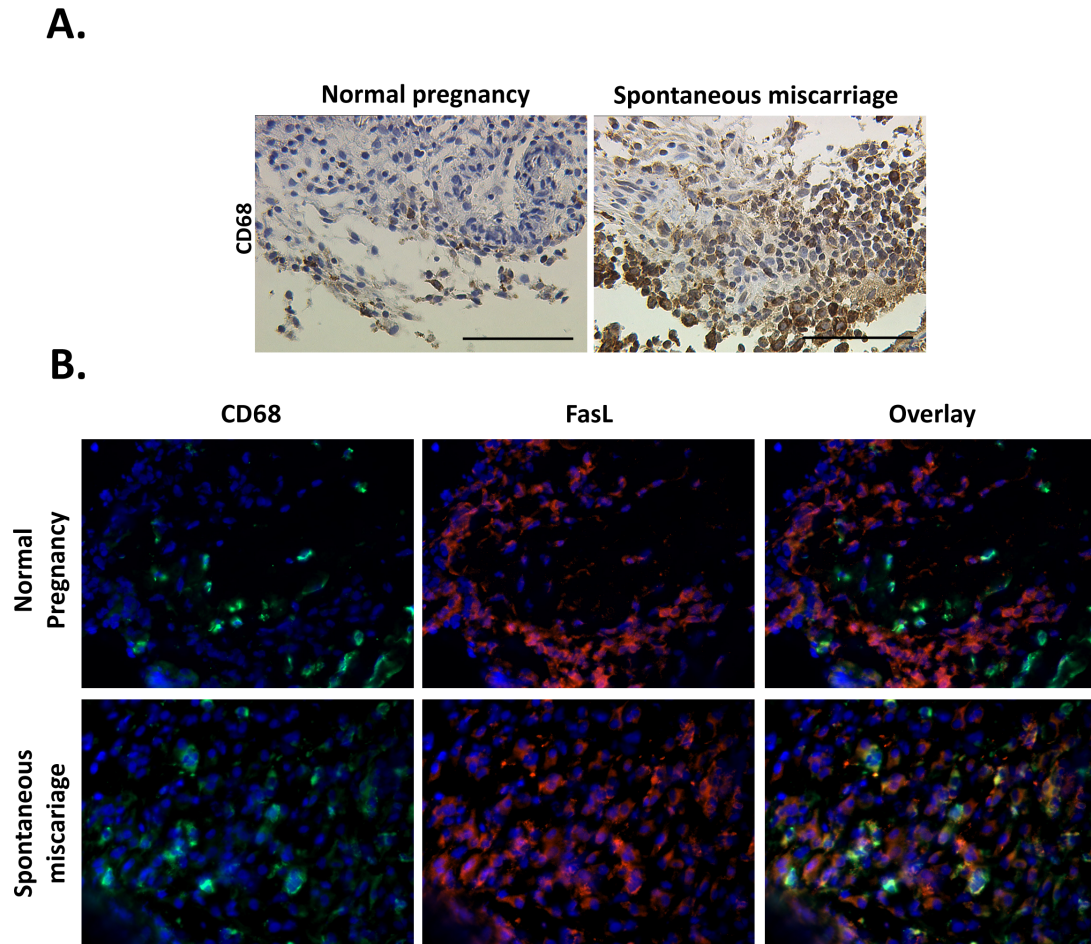 A.
Normal pregnancy
Spontaneous miscarriage
CD68
B.
CD68
FasL
Overlay
Normal
Pregnancy
Spontaneous
miscariage